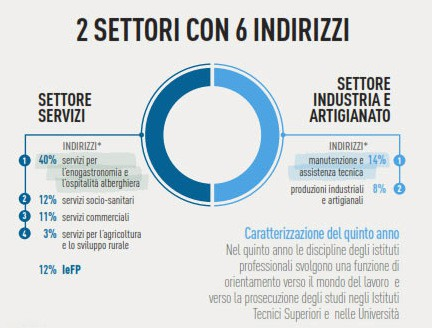 2 SETTORI CON 6 INDIRIZZI
SETTORE
SERVIZI
INDIRIZZI*
1 40% servizi per
l'enogastronomia e
l'ospitalità alberghiera
2 12% servizi socio-sanitari
3 11% servizi commerciali
4 3% servizi per l'agricoltura
e lo sviluppo rurale
12% IeFP
SETTORE
INDUSTRIA E
ARTIGIANATO
INDIRIZZI*
manutenzione e 14% 1
assistenza tecnica
produzioni industriali 8% 2
e artigianali
Caratterizzazione del quinto anno
Nel quinto anno le discipline degli istituti
professionali svolgono una funzione di
orientamento verso il mondo del lavoro e
verso la prosecuzione degli studi negli Istituti
Tecnici Superiori e nelle Università